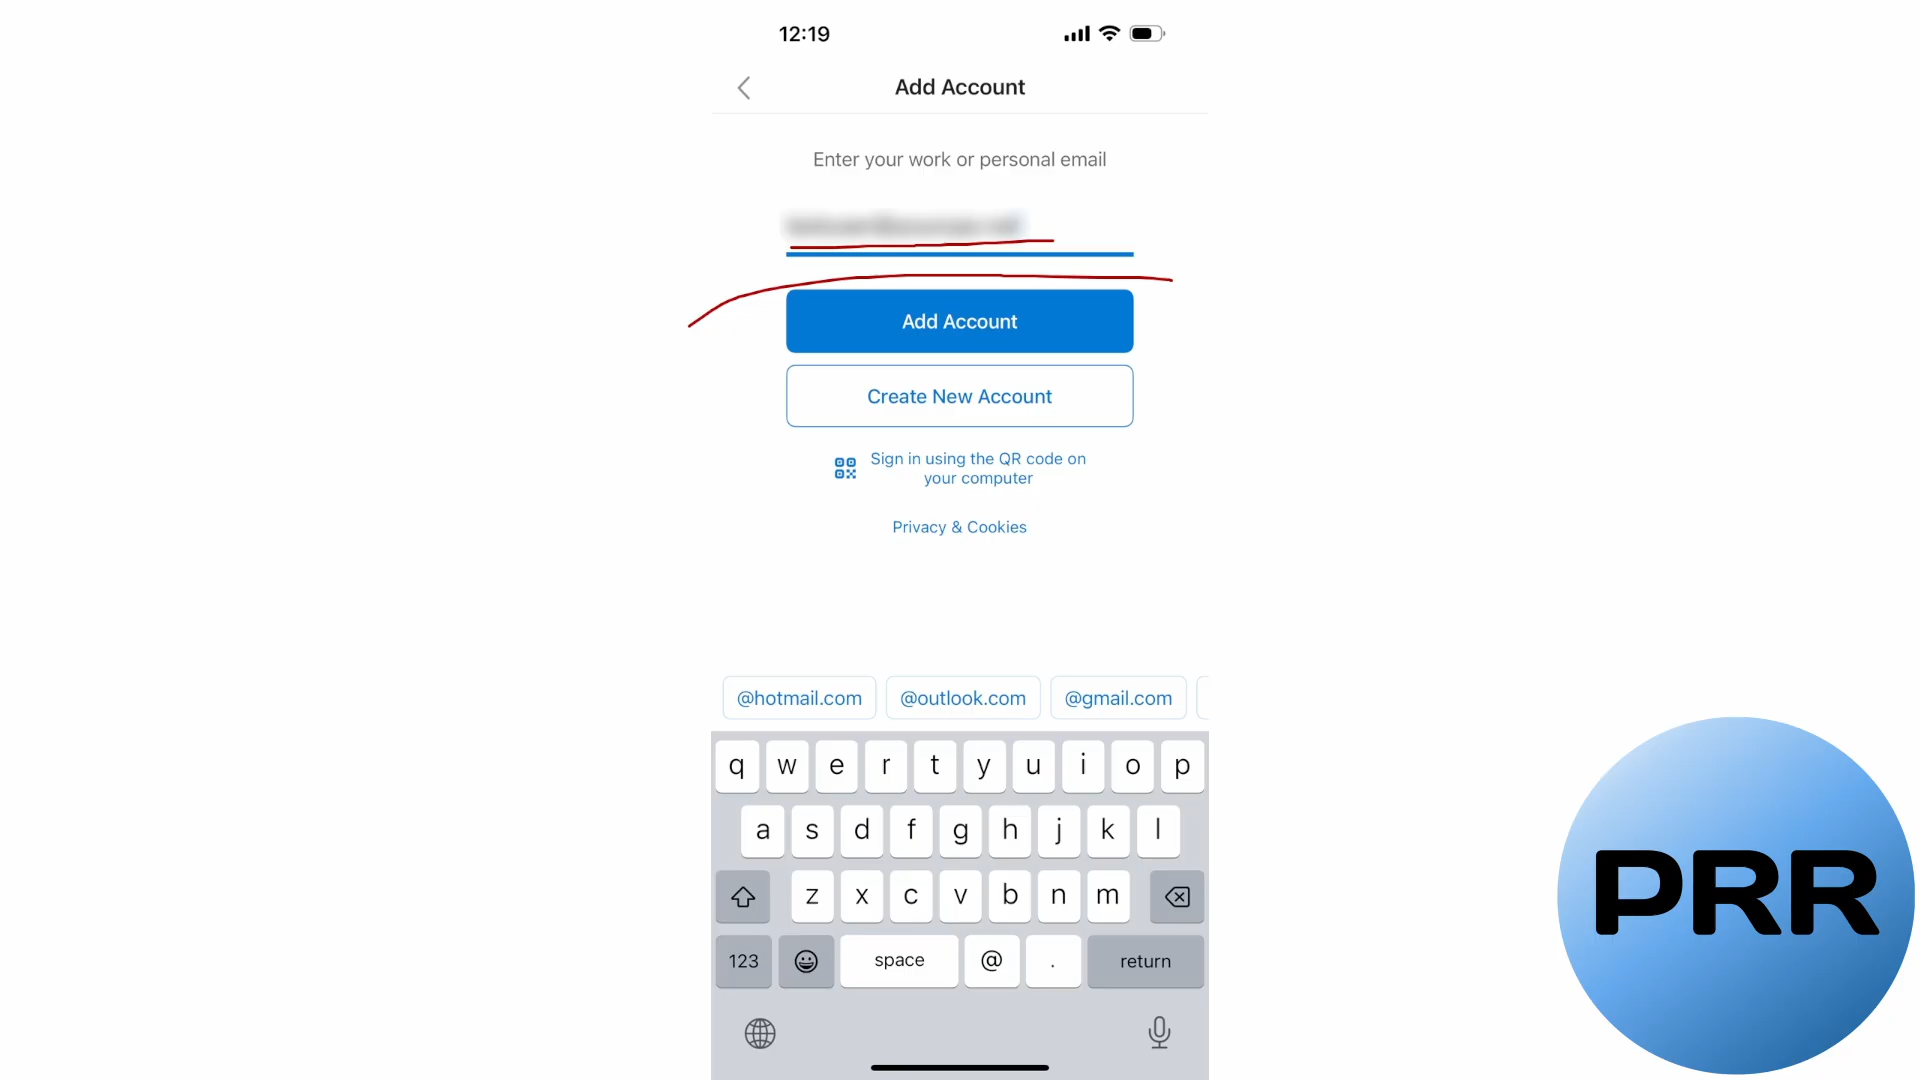 12:19
Add Account
Enter your work or personal email
Add Account
Create New Account
Sign in using the QR code on
your computer
Privacy & Cookies
@hotmail.com @outlook.com @gmail.com
q w e r t y u i o p
a s d f g h j k l
z x c v b n m
123 space @ . return
PRR